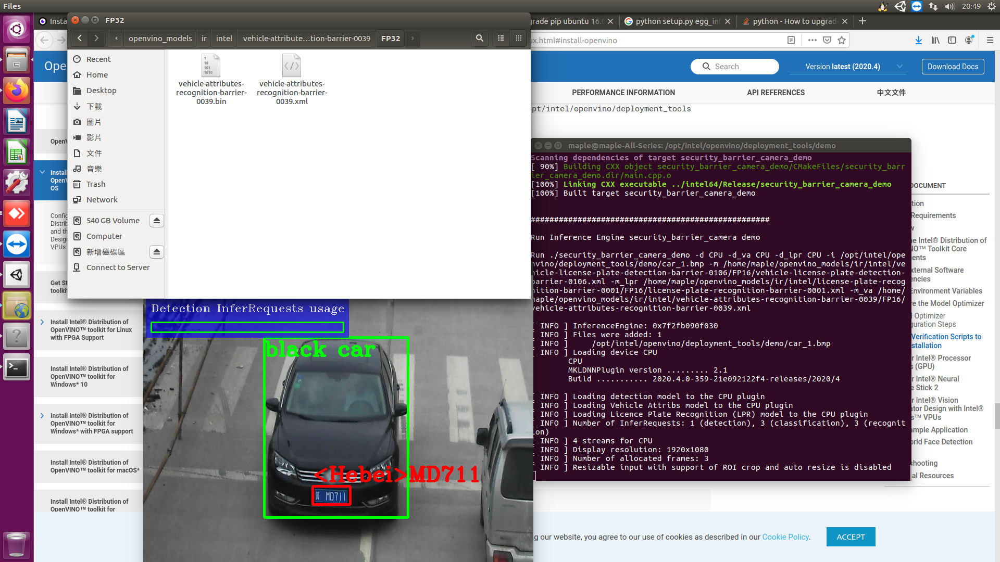 Files
20:49
Insta
FP32
grade pip ubuntu 16.
python setup.py egg_inf
python - How to upgrad
openvino_models
ir
intel
vehicle-attribute…tion-barrier-0039
FP32
ux.html#install-openvino
Recent
Home
Desktop
下載
圖片
影片
文件
音樂
Trash
Network
540 GB Volume
Computer
新增磁碟區
Connect to Server
vehicle-attributes-
recognition-barrier-
0039.bin
vehicle-attributes-
recognition-barrier-
0039.xml
Ope
Search
Version latest (2020.4)
Download Docs
PERFORMANCE INFORMATION
API REFERENCES
中文文件
pt/intel/openvino/deployment_tools
OpenV
Install
OpenV
OS
Config
Distrib
and th
Design
VPUs
Get St
toolkit
Install Intel® Distribution of
OpenVINO™ toolkit for Linux
with FPGA Support
Install Intel® Distribution of
OpenVINO™ toolkit for
Windows* 10
Install Intel® Distribution of
OpenVINO™ toolkit for
Windows* with FPGA support
Install Intel® Distribution of
OpenVINO™ toolkit for macOS*
Install Intel® Distribution of
OpenVINO™ toolkit for
maple@maple-All-Series: /opt/intel/openvino/deployment_tools/demo
Scanning dependencies of target security_barrier_camera_demo
[ 90%] Building CXX object security_barrier_camera_demo/CMakeFiles/security_barr
ier_camera_demo.dir/main.cpp.o
[100%] Linking CXX executable ../intel64/Release/security_barrier_camera_demo
[100%] Built target security_barrier_camera_demo
###################################################
Run Inference Engine security_barrier_camera demo
Run ./security_barrier_camera_demo -d CPU -d_va CPU -d_lpr CPU -i /opt/intel/ope
nvino/deployment_tools/demo/car_1.bmp -m /home/maple/openvino_models/ir/intel/ve
hicle-license-plate-detection-barrier-0106/FP16/vehicle-license-plate-detection-
barrier-0106.xml -m_lpr /home/maple/openvino_models/ir/intel/license-plate-recog
nition-barrier-0001/FP16/license-plate-recognition-barrier-0001.xml -m_va /home/
maple/openvino_models/ir/intel/vehicle-attributes-recognition-barrier-0039/FP16/
vehicle-attributes-recognition-barrier-0039.xml
[ INFO ] InferenceEngine: 0x7f2fb090f030
[ INFO ] Files were added: 1
[ INFO ]     /opt/intel/openvino/deployment_tools/demo/car_1.bmp
[ INFO ] Loading device CPU
CPU
MKLDNNPlugin version ......... 2.1
Build ........... 2020.4.0-359-21e092122f4-releases/2020/4
[ INFO ] Loading detection model to the CPU plugin
[ INFO ] Loading Vehicle Attribs model to the CPU plugin
[ INFO ] Loading Licence Plate Recognition (LPR) model to the CPU plugin
[ INFO ] Number of InferRequests: 1 (detection), 3 (classification), 3 (recognit
ion)
[ INFO ] 4 streams for CPU
[ INFO ] Display resolution: 1920x1080
[ INFO ] Number of allocated frames: 3
[ INFO ] Resizable input with support of ROI crop and auto resize is disabled
Detection InferRequests usage
black car
<Hebei>MD711
冀 MD711
DOCUMENT
tion
Requirements
w
he Intel® Distribution of
NO™ Toolkit Core
ents
xternal Software
encies
Environment Variables
re the Model Optimizer
l Optimizer
guration Steps
Verification Scripts to
stallation
r Intel® Processor
s (GPU)
r Intel® Neural
e Stick 2
r Intel® Vision
ator Design with Intel®
s™ VPUs
ample Application
orld Face Detection
shooting
al Resources
g our website, you agree to our use of cookies as described in our Cookie Policy.
ACCEPT